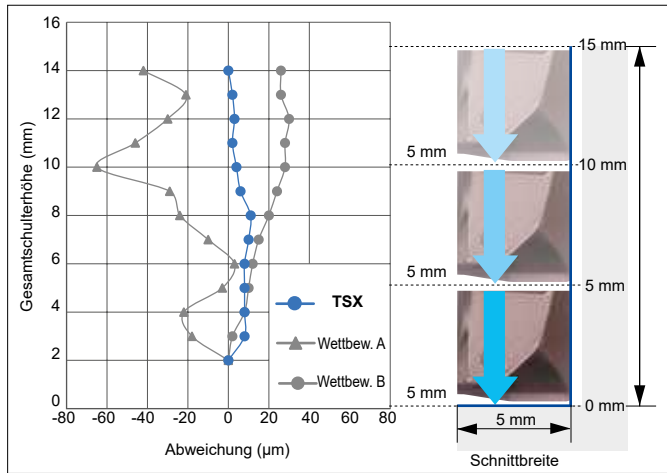 Gesamtschulterhöhe (mm)
16
14
12
10
8
6
4
2
0
-80 -60 -40 -20 0 20 40 60 80
Abweichung (µm)
TSX
Wettbew. A
Wettbew. B
15 mm
5 mm
10 mm
5 mm
5 mm
5 mm
0 mm
5 mm
Schnittbreite